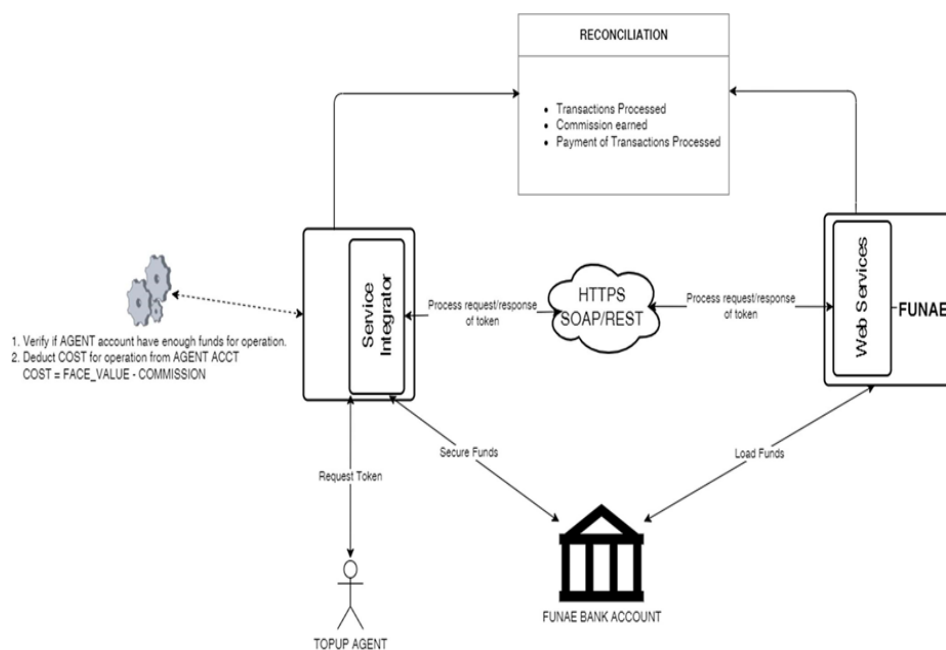 RECONCILIATION
Transactions Processed
Commission earned
Payment of Transactions Processed
Service
Integrator
Process request/response
of token
HTTPS
SOAP/REST
Process request/response
of token
Web Services
FUNAE
1. Verify if AGENT account have enough funds for operation.
2. Deduct COST for operation from AGENT ACCT
COST = FACE_VALUE - COMMISSION
Request Token
Secure Funds
Load Funds
TOPUP AGENT
FUNAE BANK ACCOUNT